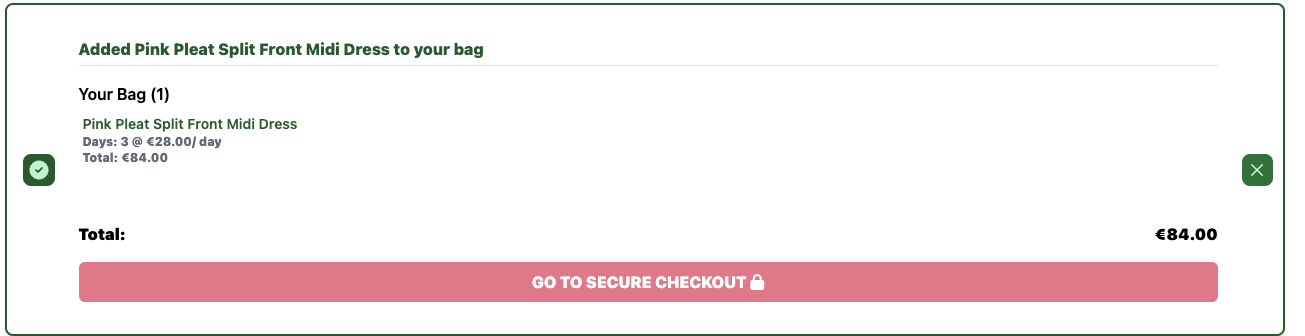 Added Pink Pleat Split Front Midi Dress to your bag
Your Bag (1)
Pink Pleat Split Front Midi Dress
Days: 3 @ €28.00/ day
Total: €84.00
Total: €84.00
GO TO SECURE CHECKOUT